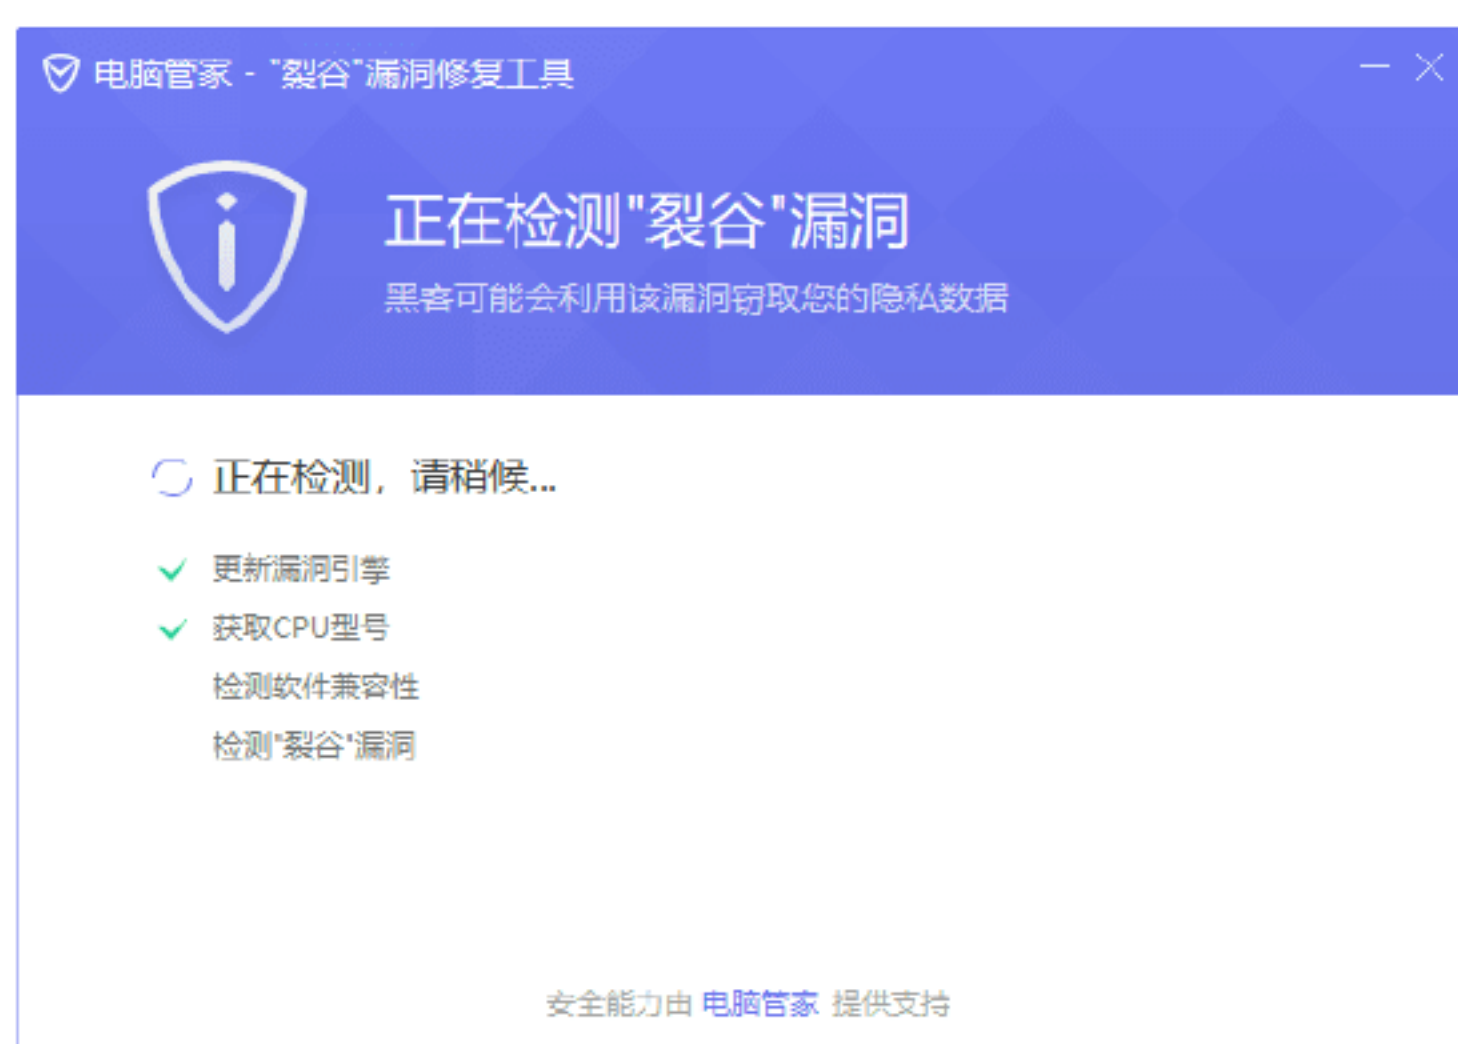 电脑管家 - "裂谷"漏洞修复工具
正在检测"裂谷"漏洞
黑客可能会利用该漏洞窃取您的隐私数据
正在检测，请稍候...
更新漏洞引擎
获取CPU型号
检测软件兼容性
检测"裂谷"漏洞
安全能力由 电脑管家 提供支持